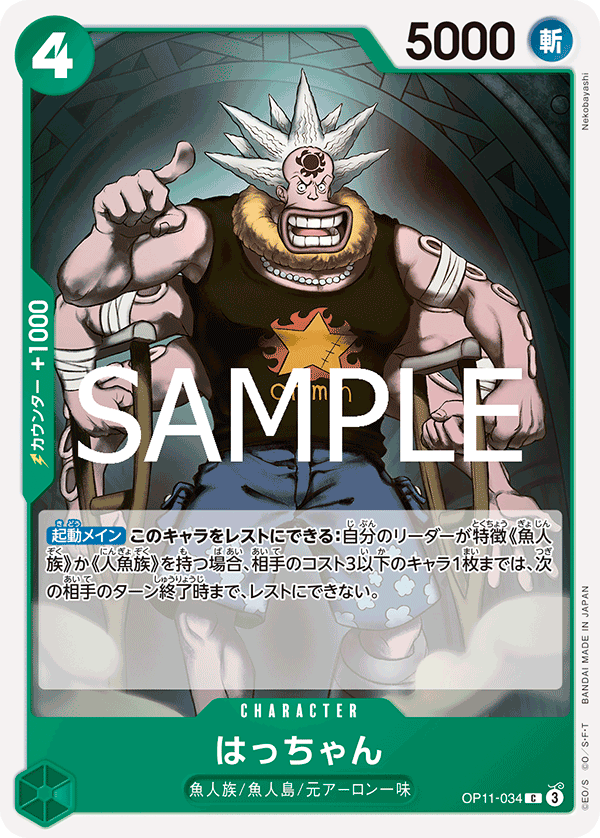 4
5000 斬
Nekobayashi
カウンター +1000
Criminal
SAMPLE
起動メイン このキャラをレストにできる:自分のリーダーが特徴《魚人
族》か《人魚族》を持つ場合、相手のコスト3以下のキャラ1枚までは、次
の相手のターン終了時まで、レストにできない。
CHARACTER
はっちゃん
魚人族/魚人島/元アーロン一味
OP11-034 C 3
©E.O/S ©O/S・F・T BANDAI MADE IN JAPAN